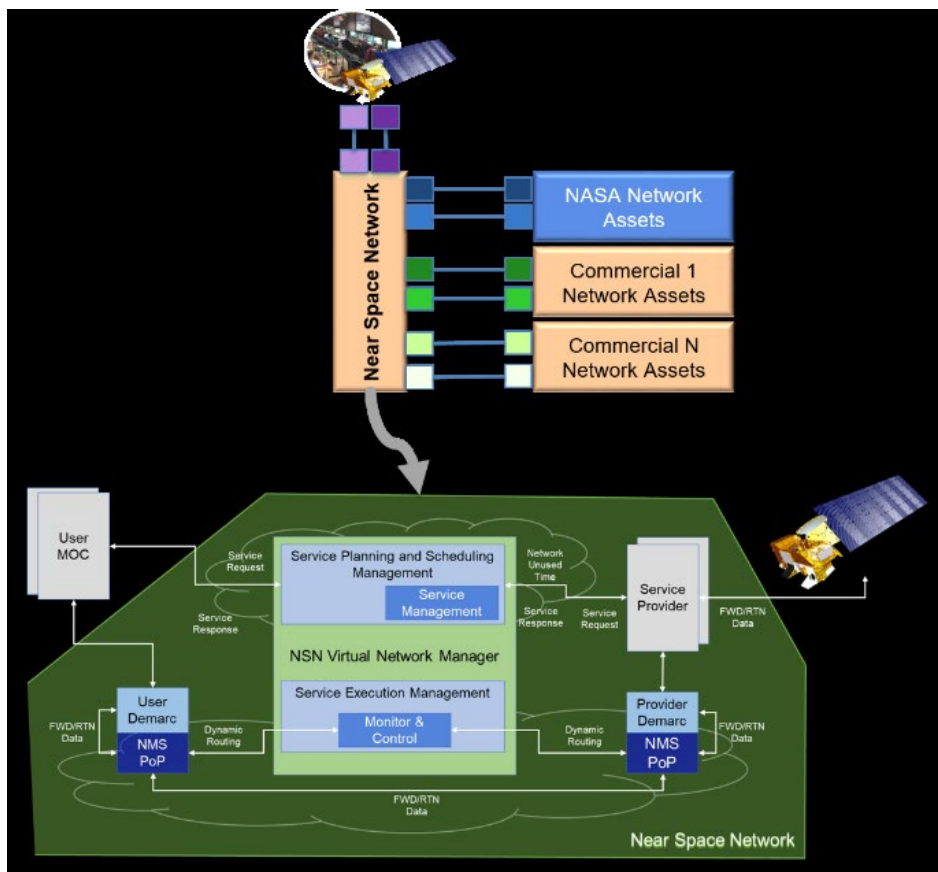 Near Space Network
NASA Network
Assets
Commercial 1
Network Assets
Commercial N
Network Assets
User
MOC
Service
Request
Service
Response
Service Planning and Scheduling
Management
Service
Management
NSN Virtual Network Manager
Service Execution Management
Monitor &
Control
Network
Unused
Time
Service
Response
Service
Request
Service
Provider
FWD/RTN
Data
User
Demarc
NMS
PoP
FWD/RTN
Data
Dynamic
Routing
Dynamic
Routing
Provider
Demarc
NMS
PoP
FWD/RTN
Data
FWD/RTN
Data
Near Space Network